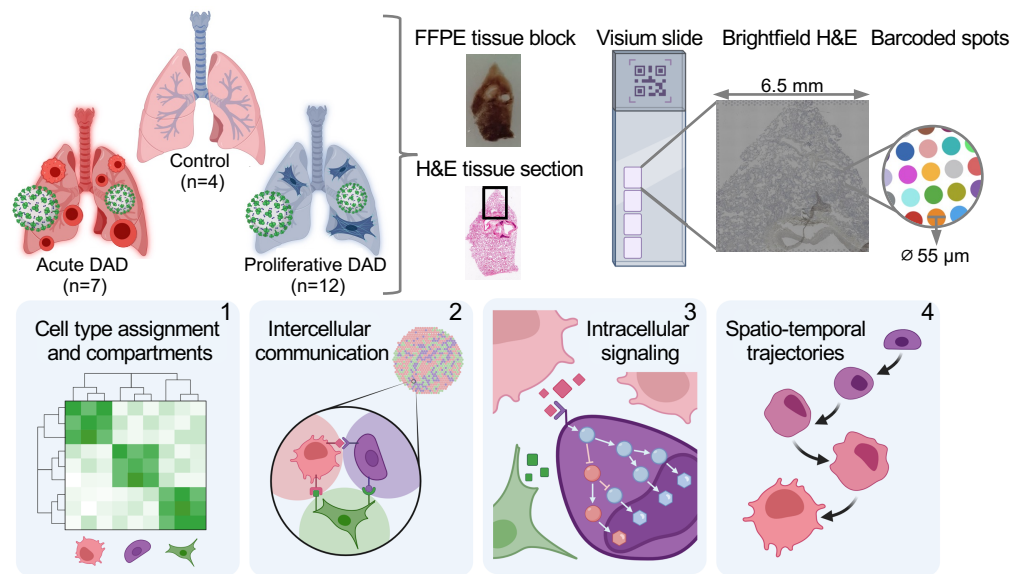 FFPE tissue block
Visium slide
Brightfield H&E
Barcoded spots
6.5 mm
Control
(n=4)
H&E tissue section
Acute DAD
(n=7)
Proliferative DAD
(n=12)
Ø 55 µm
1
Cell type assignment
and compartments
2
Intercellular
communication
3
Intracellular
signaling
4
Spatio-temporal
trajectories